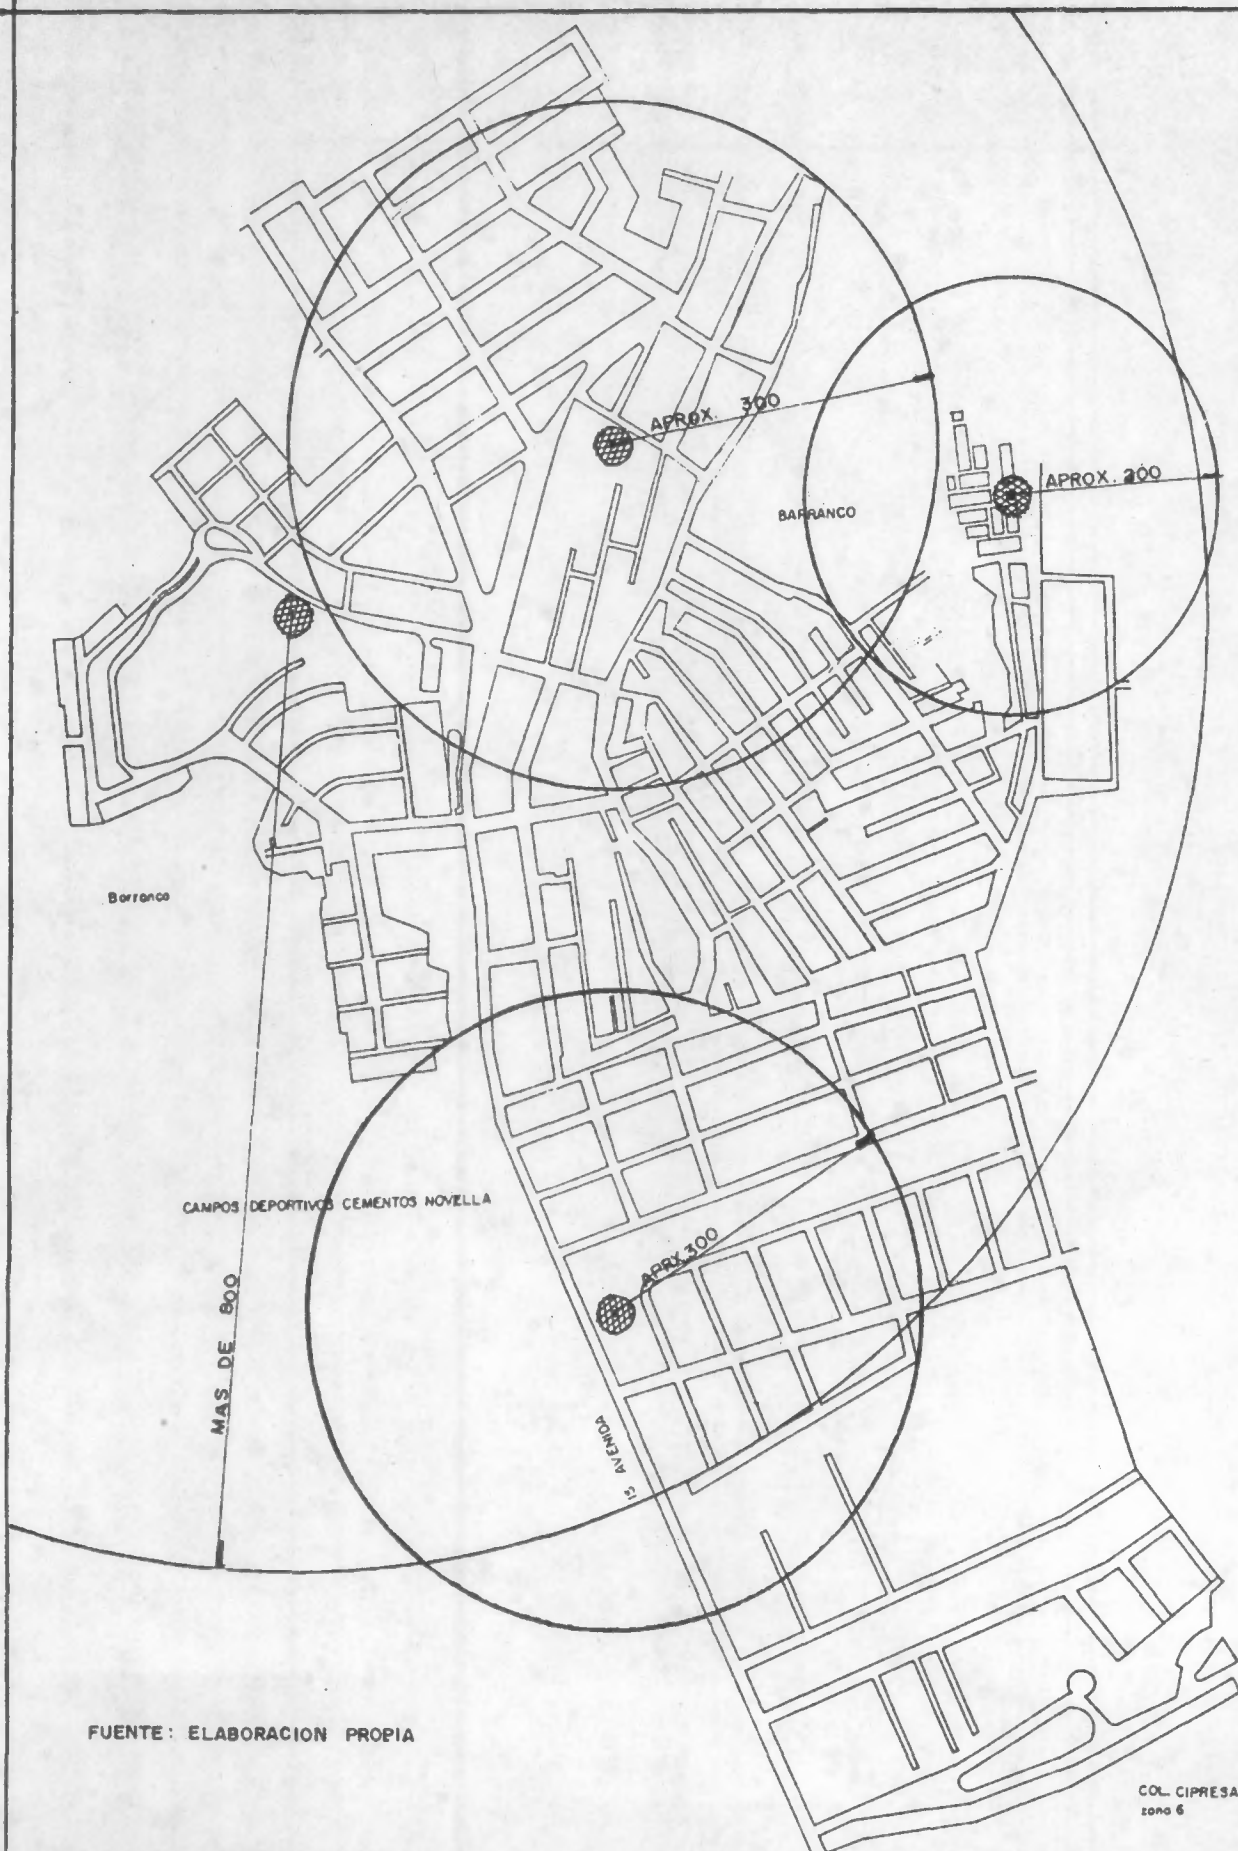 APROX. 300
APROX. 200
BARRANCO
Barranco
CAMPOS DEPORTIVOS CEMENTOS NOVELLA
APRX.300
MAS DE 800
15 AVENIDA
FUENTE: ELABORACION PROPIA
COL. CIPRESA
zona 6